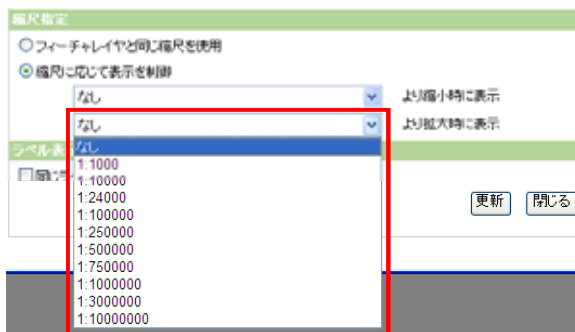 縮尺指定
フィーチャレイヤと同じ縮尺を使用
縮尺に応じて表示を制御
なし
より縮小時に表示
なし
より拡大時に表示
ラベル表
なし
1:1000
同じラ
1:10000
1:24000
更新
閉じる
1:100000
1:250000
1:500000
1:750000
1:1000000
1:3000000
1:10000000